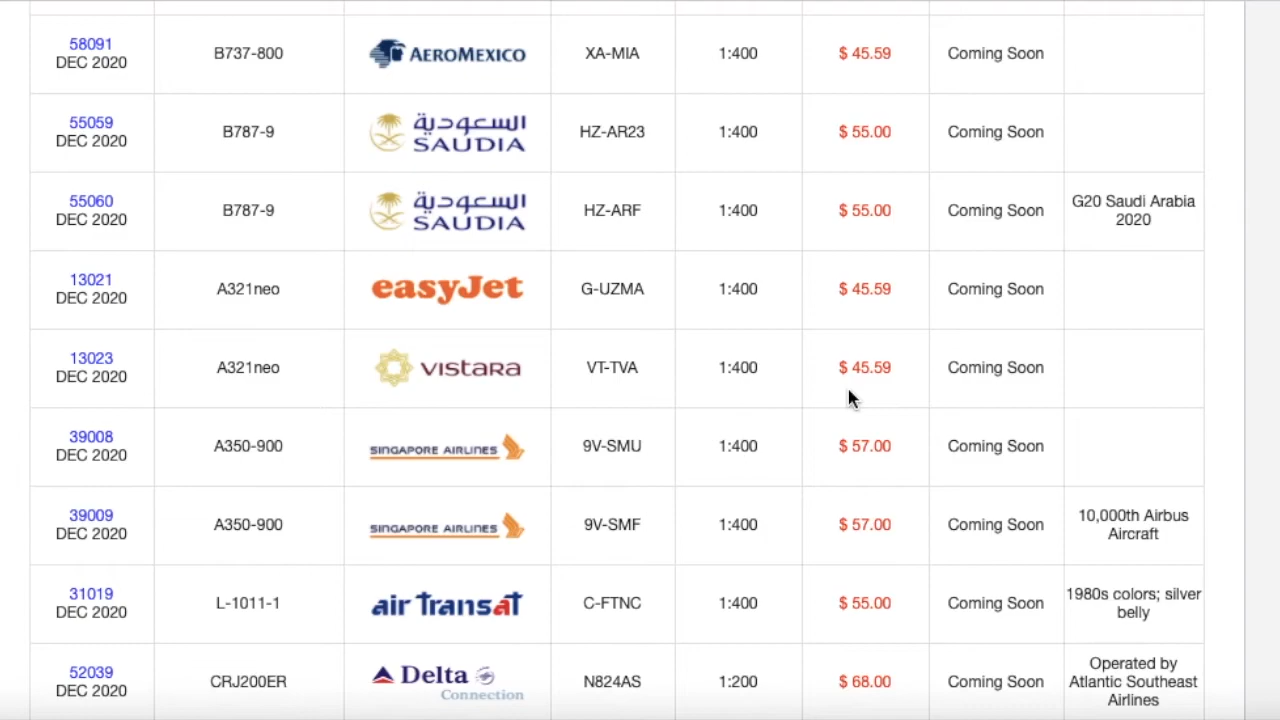 58091
DEC 2020
B737-800
AEROMEXICO
XA-MIA
1:400
$ 45.59
Coming Soon
55059
DEC 2020
B787-9
السعودية
SAUDIA
HZ-AR23
1:400
$ 55.00
Coming Soon
55060
DEC 2020
B787-9
السعودية
SAUDIA
HZ-ARF
1:400
$ 55.00
Coming Soon
G20 Saudi Arabia
2020
13021
DEC 2020
A321neo
easyJet
G-UZMA
1:400
$ 45.59
Coming Soon
13023
DEC 2020
A321neo
VISTARA
VT-TVA
1:400
$ 45.59
Coming Soon
39008
DEC 2020
A350-900
SINGAPORE AIRLINES
9V-SMU
1:400
$ 57.00
Coming Soon
39009
DEC 2020
A350-900
SINGAPORE AIRLINES
9V-SMF
1:400
$ 57.00
Coming Soon
10,000th Airbus
Aircraft
31019
DEC 2020
L-1011-1
air Transat
C-FTNC
1:400
$ 55.00
Coming Soon
1980s colors; silver
belly
52039
DEC 2020
CRJ200ER
Delta
Connection
N824AS
1:200
$ 68.00
Coming Soon
Operated by
Atlantic Southeast
Airlines